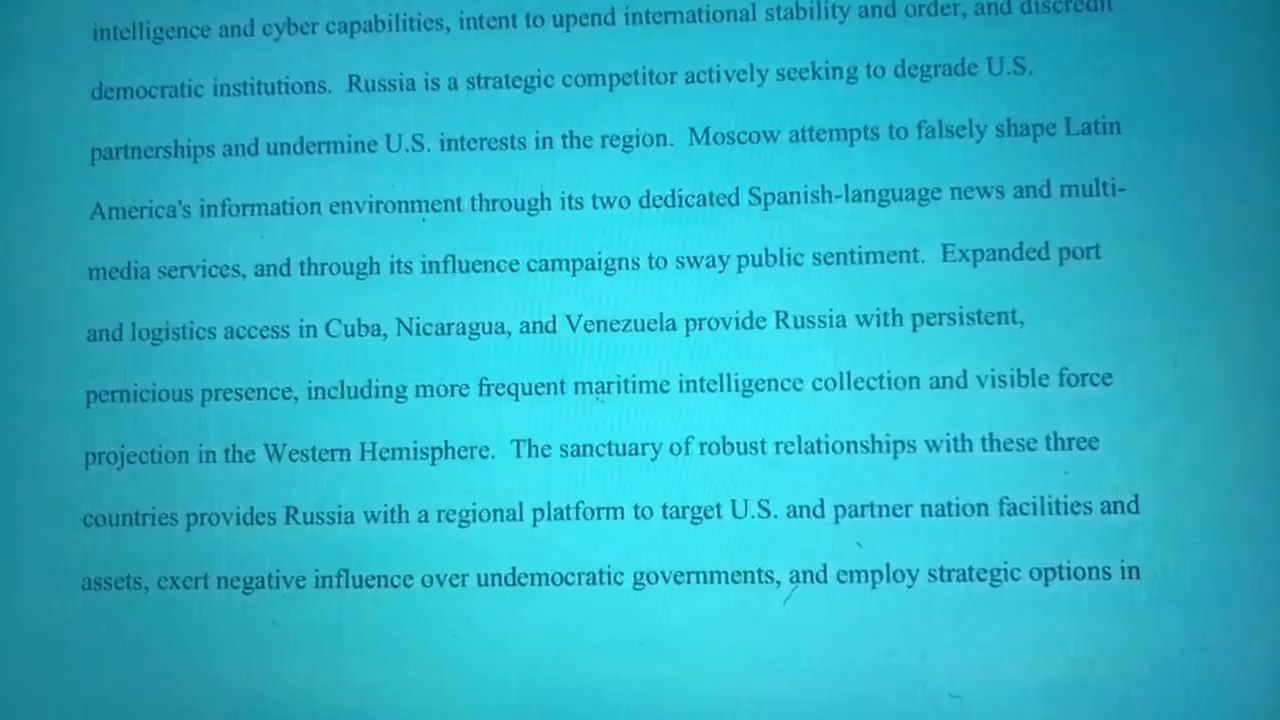 intelligence and cyber capabilities, intent to upend international stability and order, and discredit
democratic institutions.  Russia is a strategic competitor actively seeking to degrade U.S.
partnerships and undermine U.S. interests in the region.  Moscow attempts to falsely shape Latin
America's information environment through its two dedicated Spanish-language news and multi-
media services, and through its influence campaigns to sway public sentiment.  Expanded port
and logistics access in Cuba, Nicaragua, and Venezuela provide Russia with persistent,
pernicious presence, including more frequent maritime intelligence collection and visible force
projection in the Western Hemisphere.  The sanctuary of robust relationships with these three
countries provides Russia with a regional platform to target U.S. and partner nation facilities and
assets, exert negative influence over undemocratic governments, and employ strategic options in